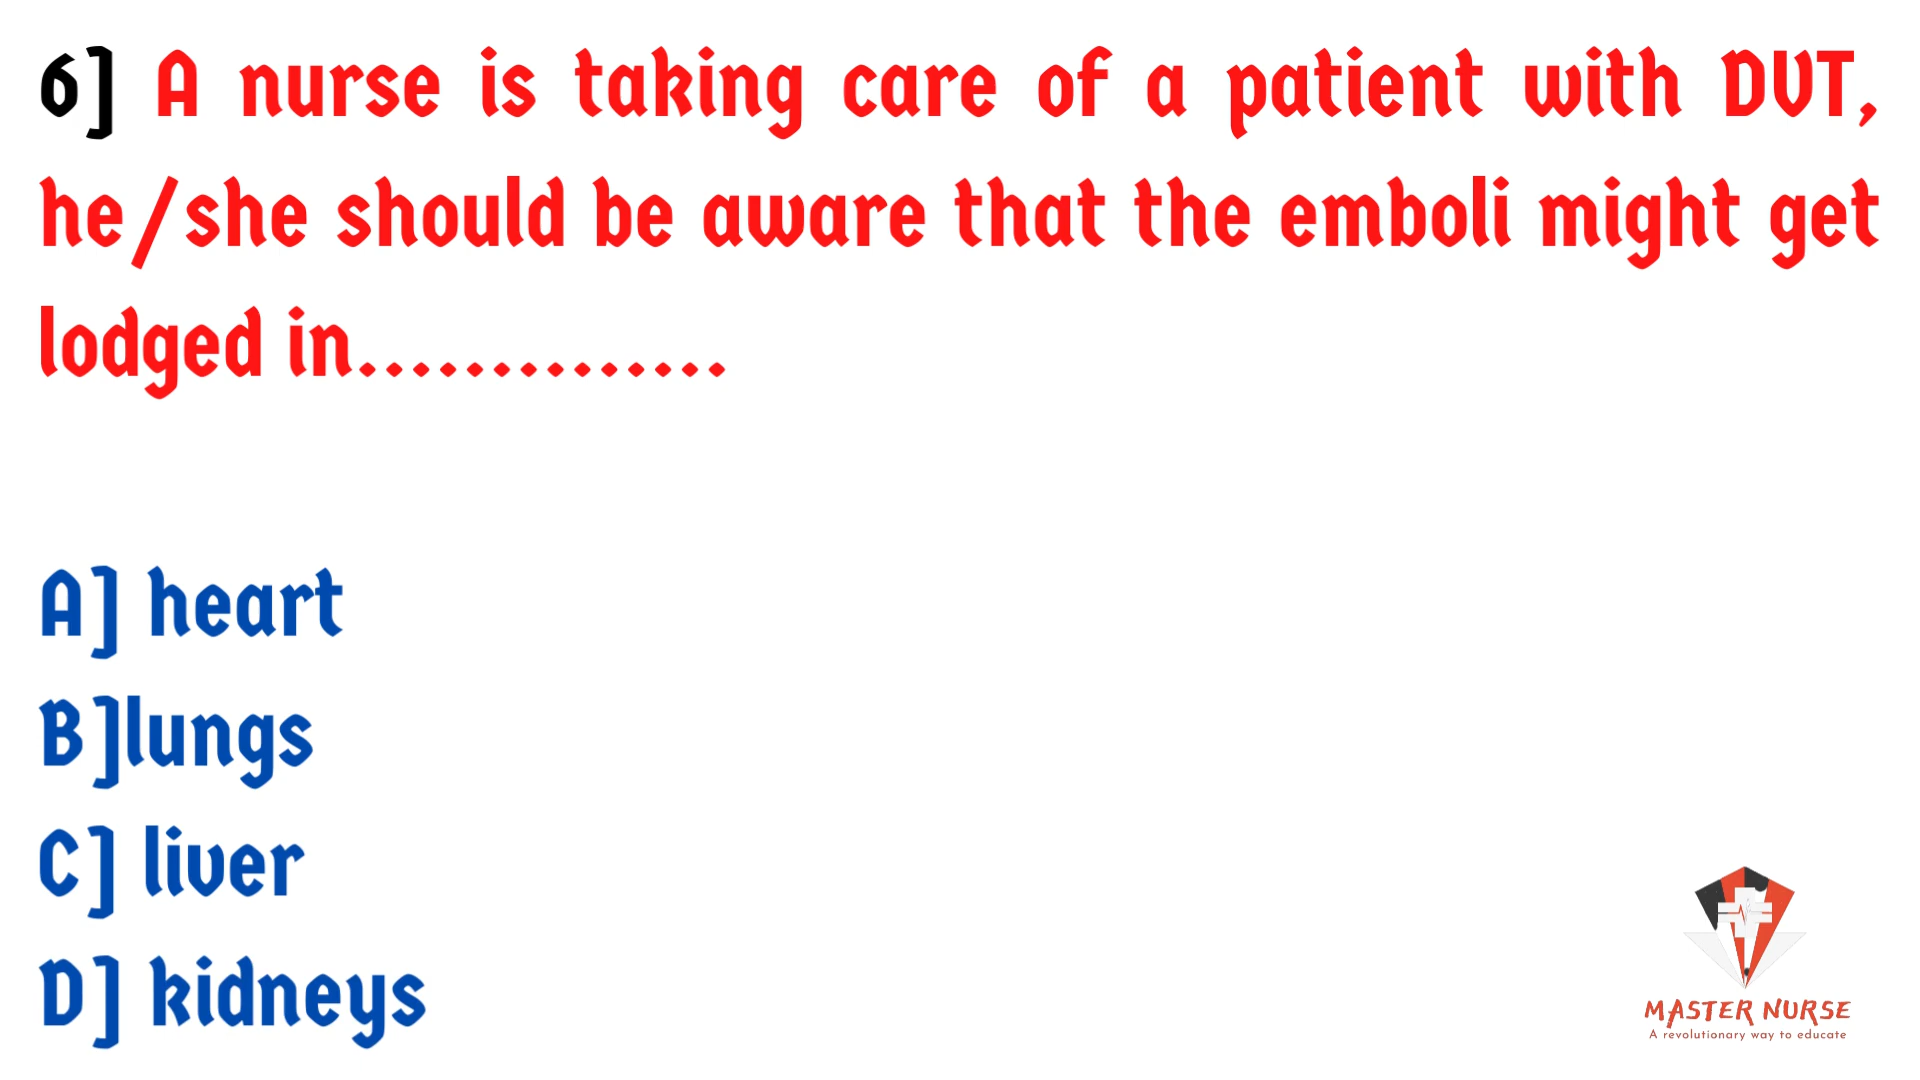 6] A nurse is taking care of a patient with DVT,
he/she should be aware that the emboli might get
lodged in..............
A] heart
B]lungs
C] liver
D] kidneys
MASTER NURSE
A revolutionary way to educate